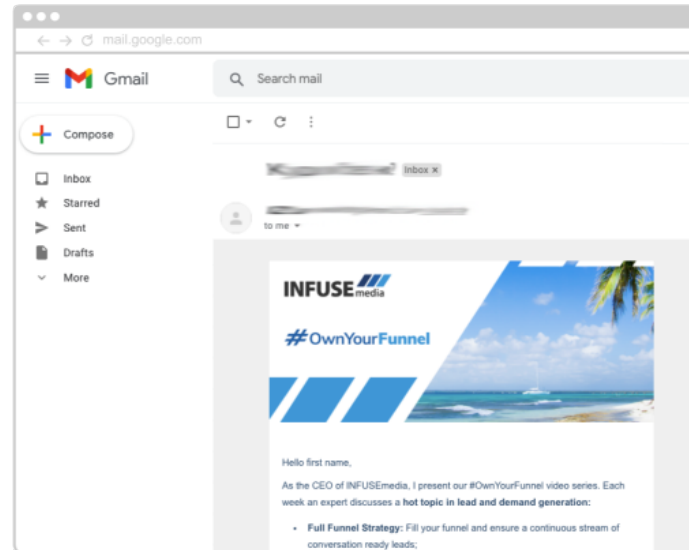 mail.google.com
Gmail
Search mail
Compose
Inbox
Starred
Sent
Drafts
More
Inbox x
to me
INFUSE media
#OwnYourFunnel
Hello first name,
As the CEO of INFUSEmedia, I present our #OwnYourFunnel video series. Each
week an expert discusses a hot topic in lead and demand generation:
• Full Funnel Strategy: Fill your funnel and ensure a continuous stream of
conversation ready leads;